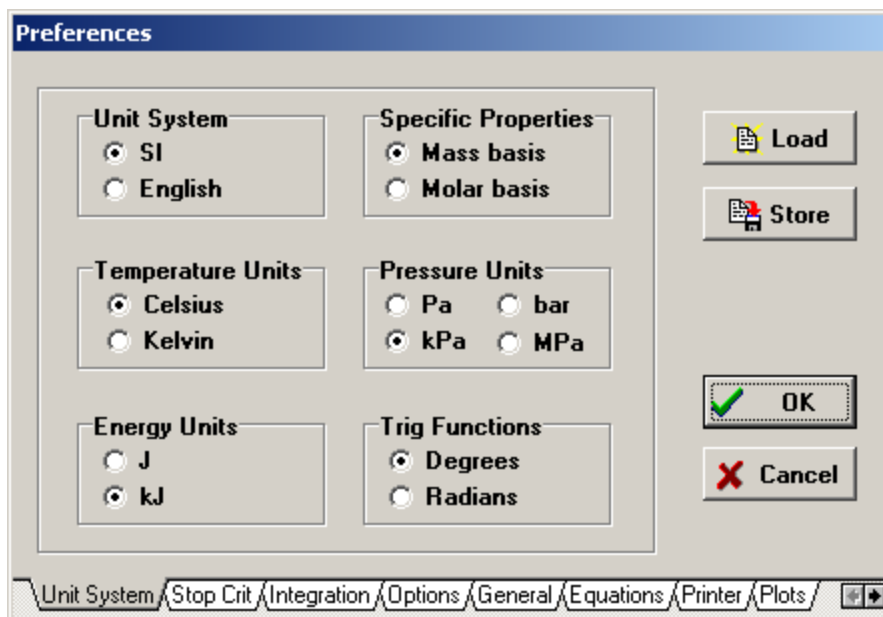 Preferences
Unit System
SI
English
Specific Properties
Mass basis
Molar basis
Temperature Units
Celsius
Kelvin
Pressure Units
Pa
bar
kPa
MPa
Energy Units
J
kJ
Trig Functions
Degrees
Radians
Load
Store
OK
Cancel
Unit System Stop Crit Integration Options General Equations Printer Plots